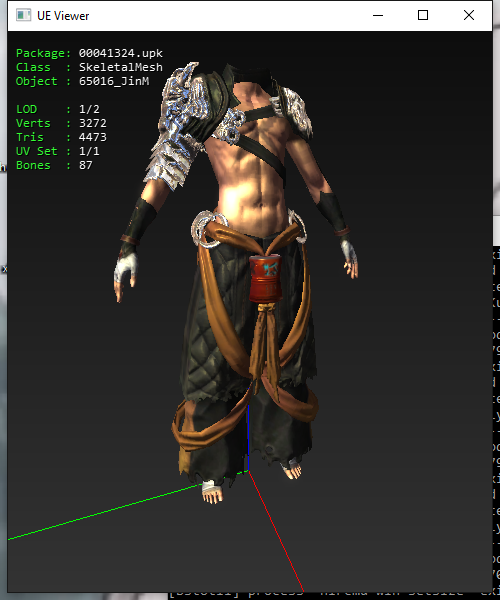 UE Viewer
Package: 00041324.upk
Class : SkeletalMesh
Object : 65016_JinM
LOD : 1/2
Verts : 3272
Tris : 4473
UV Set : 1/1
Bones : 87